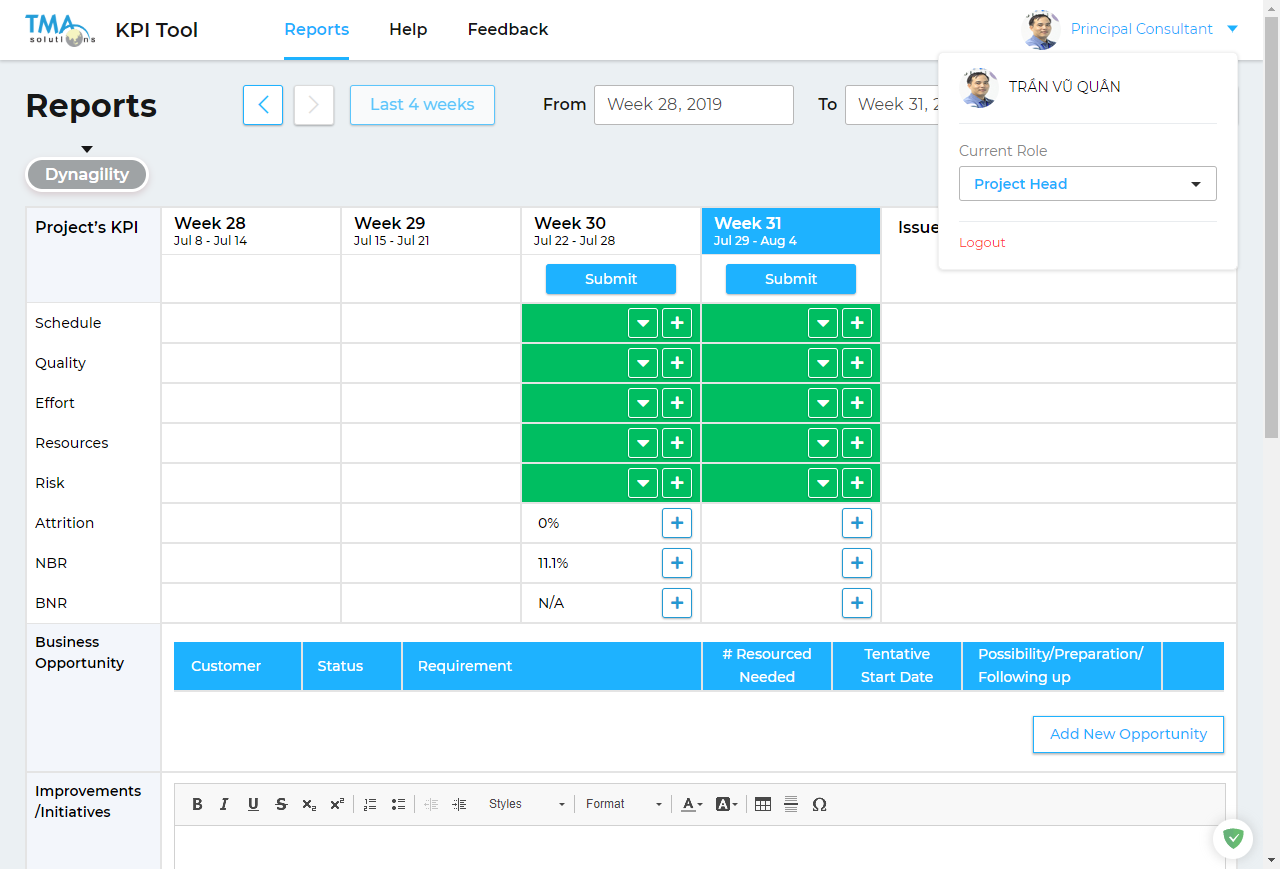 TMA
solutions
KPI Tool
Reports
Help
Feedback
Principal Consultant
TRẦN VŨ QUÂN
Current Role
Project Head
Logout
Reports
Last 4 weeks
From
Week 28, 2019
To
Week 31, 2
Dynagility
Project’s KPI
Week 28
Jul 8 - Jul 14
Week 29
Jul 15 - Jul 21
Week 30
Jul 22 - Jul 28
Week 31
Jul 29 - Aug 4
Issue
Submit
Submit
Schedule
Quality
Effort
Resources
Risk
Attrition
0%
NBR
11.1%
BNR
N/A
Business
Opportunity
Customer
Status
Requirement
# Resourced
Needed
Tentative
Start Date
Possibility/Preparation/
Following up
Add New Opportunity
Improvements
/Initiatives
Styles
Format